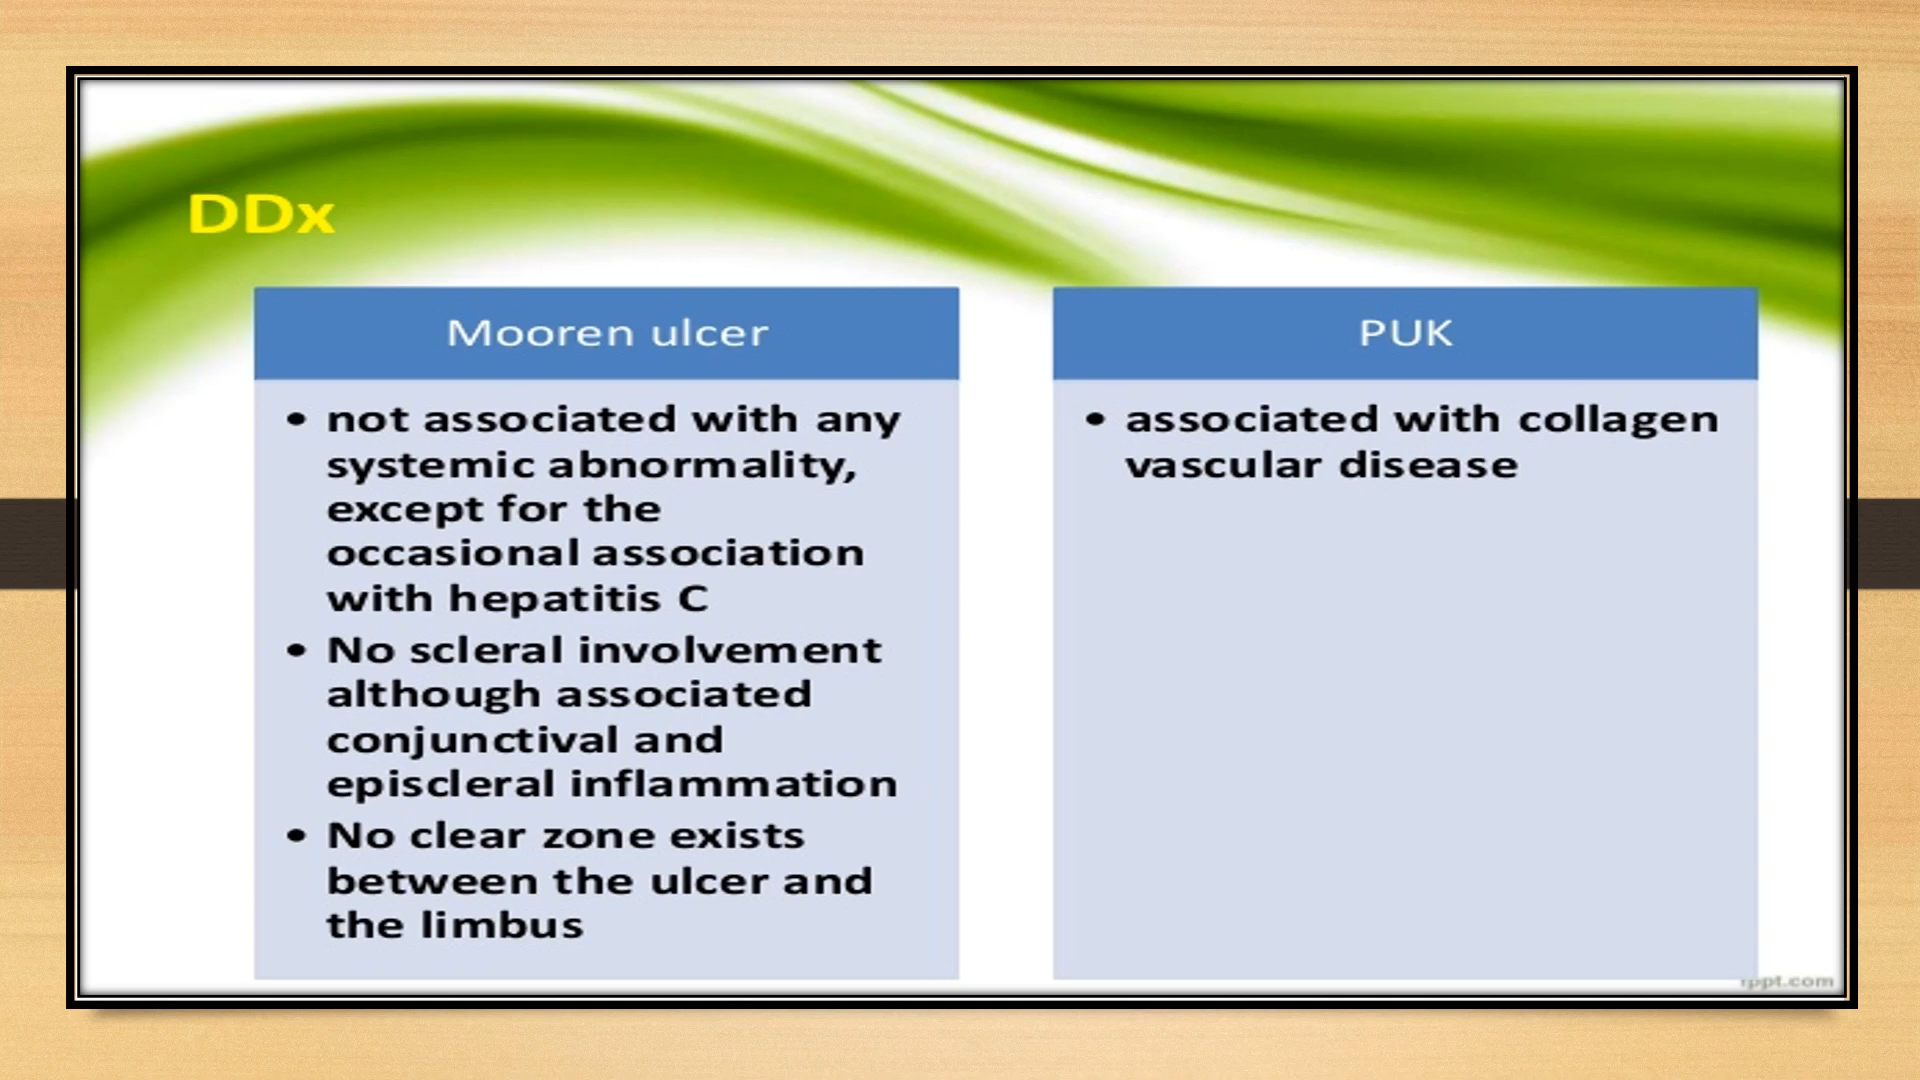 DDx
Mooren ulcer
• not associated with any
systemic abnormality,
except for the
occasional association
with hepatitis C
• No scleral involvement
although associated
conjunctival and
episcleral inflammation
• No clear zone exists
between the ulcer and
the limbus
PUK
• associated with collagen
vascular disease